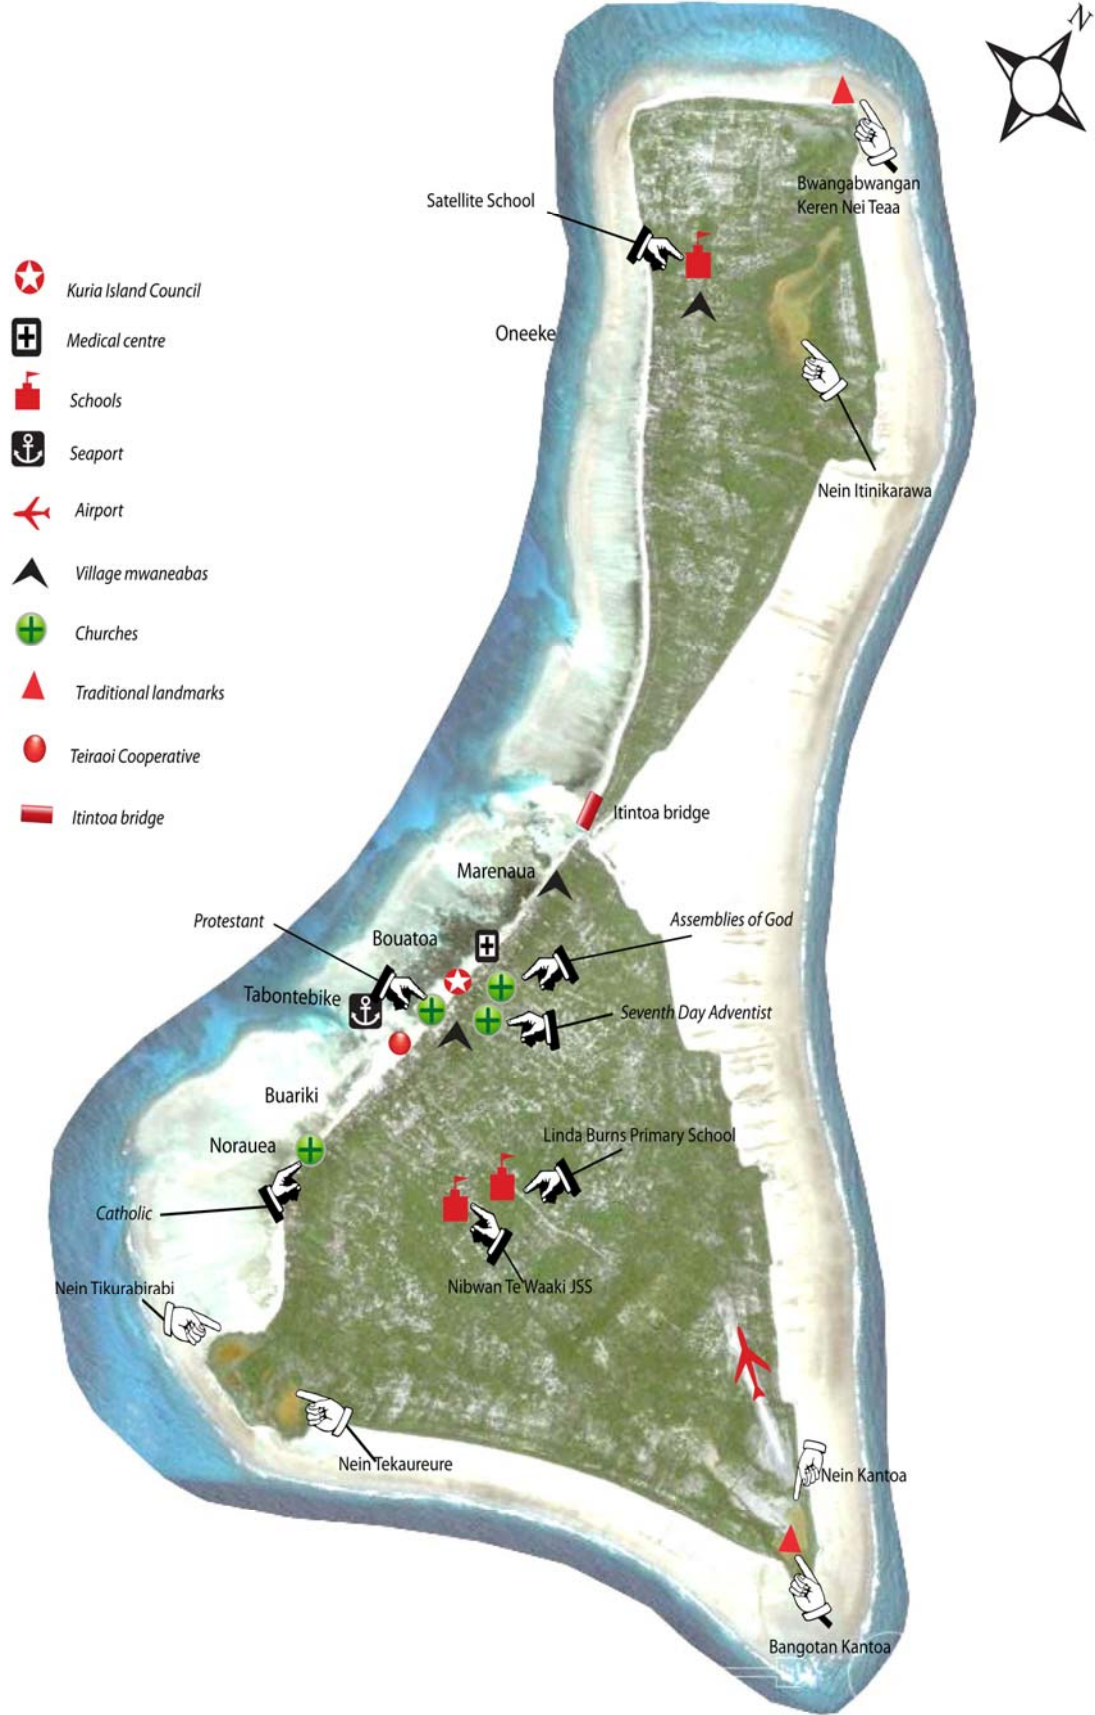 N
Bwangabwangan
Keren Nei Teaa
Satellite School
Kuria Island Council
Medical centre
Oneeke
Schools
Seaport
Nein Itinikarawa
Airport
Village mwaneabas
Churches
Traditional landmarks
Teiraoi Cooperative
Itintoa bridge
Itintoa bridge
Marenaua
Protestant
Assemblies of God
Bouatoa
Tabontebike
Seventh Day Adventist
Buariki
Norauea
Linda Burns Primary School
Catholic
Nein Tikurabirabi
Nibwan Te Waaki JSS
Nein Tekaureure
Nein Kantoa
Bangotan Kantoa